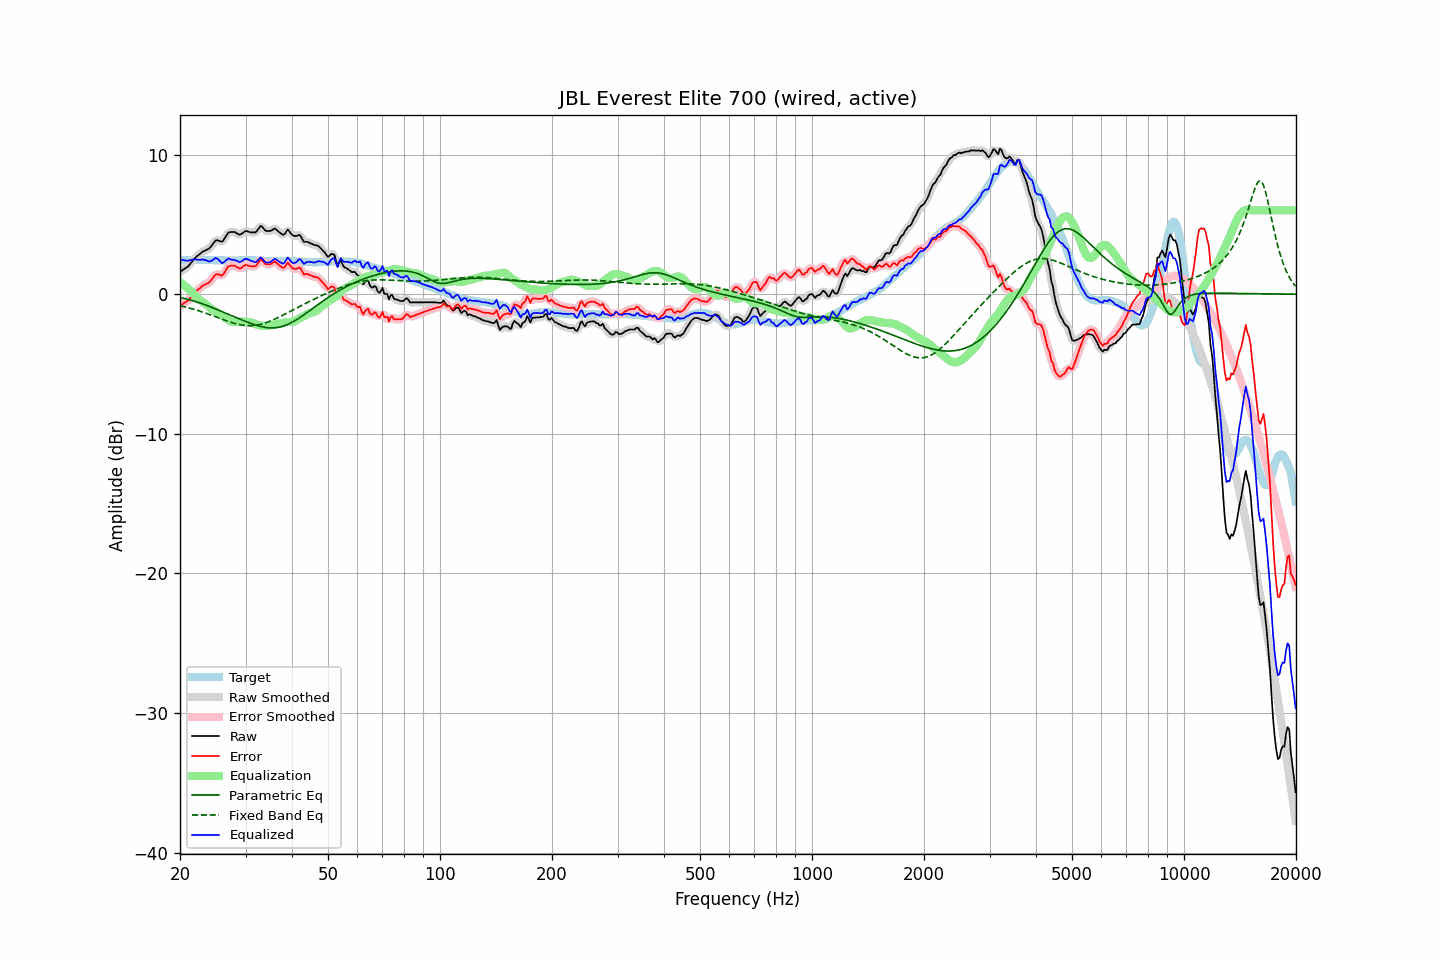 JBL Everest Elite 700 (wired, active)
10
0
−10
−20
−30
−40
Amplitude (dBr)
Target
Raw Smoothed
Error Smoothed
Raw
Error
Equalization
Parametric Eq
Fixed Band Eq
Equalized
20
50
100
200
500
1000
2000
5000
10000
20000
Frequency (Hz)